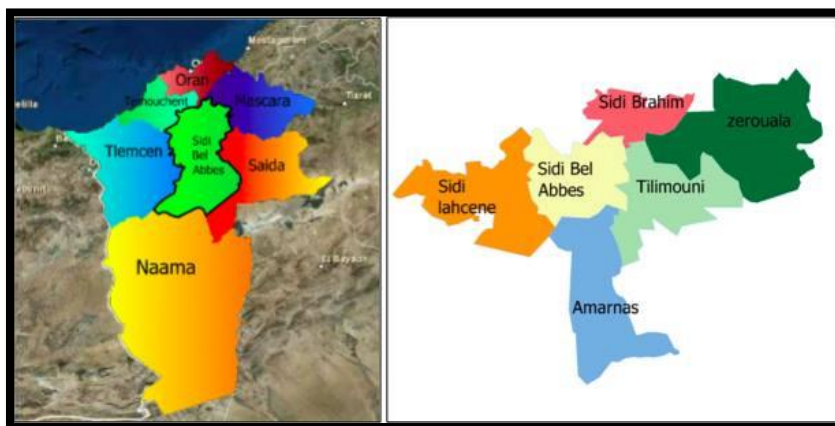 Mostaganem
Oran
Temouchent
Mascara
Tiaret
elilla
Tlemcen
Sidi
Bel
Abbes
Saida
El Bayadh
Naama
Sidi Brahim
zerouala
Sidi Bel
Abbes
Sidi
lahcene
Tilimouni
Amarnas